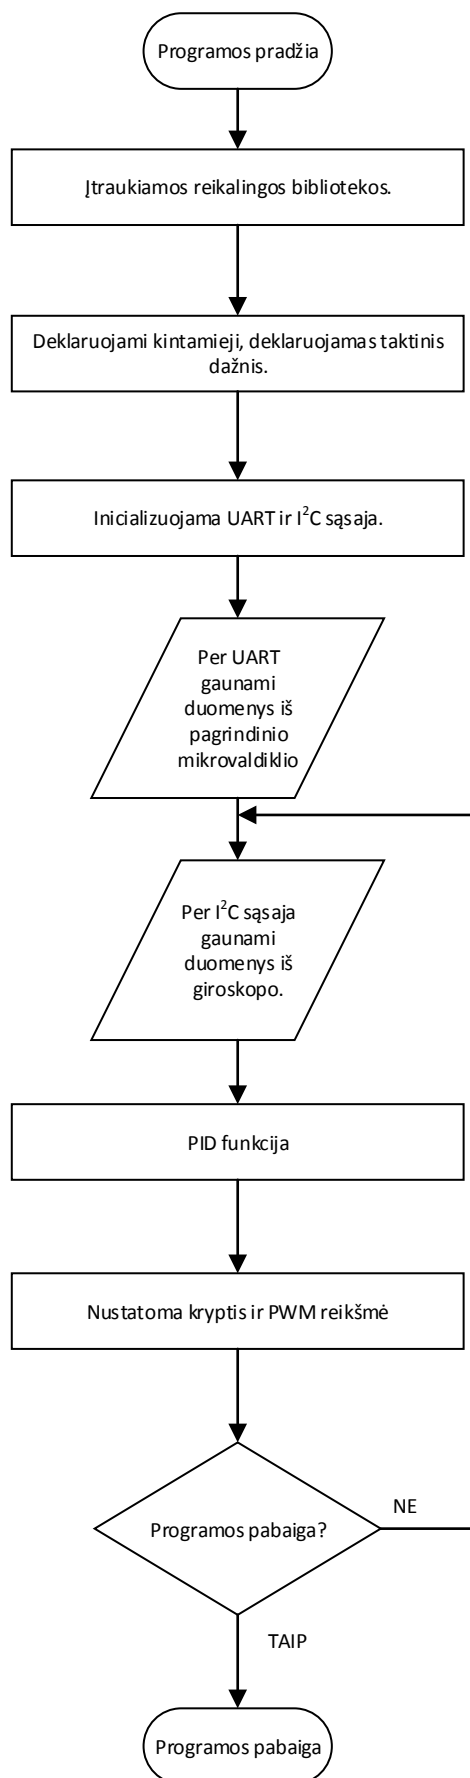 Programos pradžia
Įtraukiamos reikalingos bibliotekos.
Deklaruojami kintamieji, deklaruojamas taktinis
dažnis.
Inicializuojama UART ir I²C sąsaja.
Per UART
gaunami
duomenys iš
pagrindinio
mikrovaldiklio
Per I²C sąsaja
gaunami
duomenys iš
giroskopo.
PID funkcija
Nustatoma kryptis ir PWM reikšmė
Programos pabaiga?
NE
TAIP
Programos pabaiga